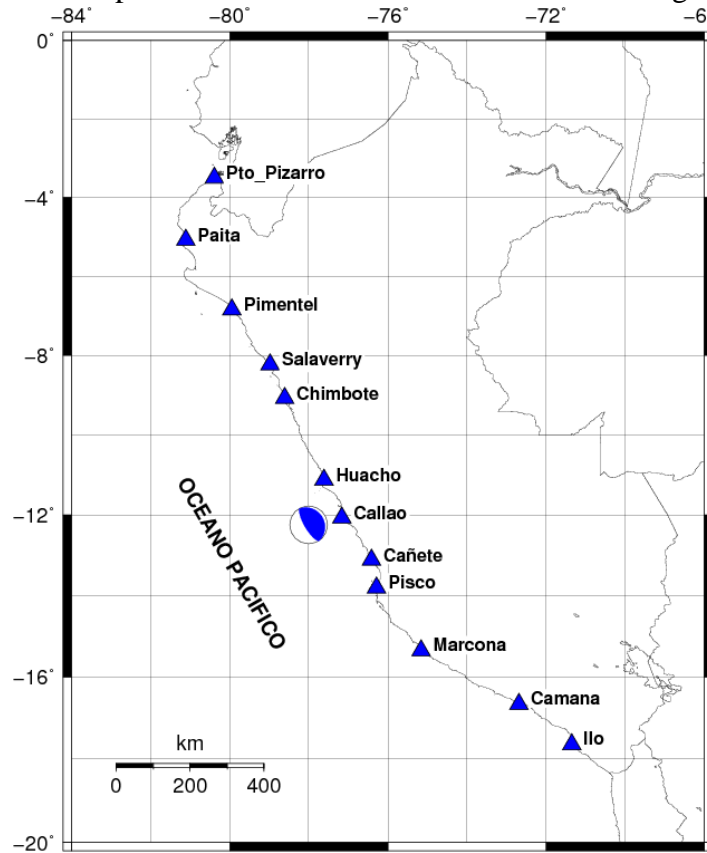 −84° −80° −76° −72° −6
0°
Pto_Pizarro
−4°
Paita
Pimentel
−8°
Salaverry
Chimbote
Huacho
OCEANO PACIFICO
−12°
Callao
Cañete
Pisco
Marcona
−16°
Camana
Ilo
km
0 200 400
−20°